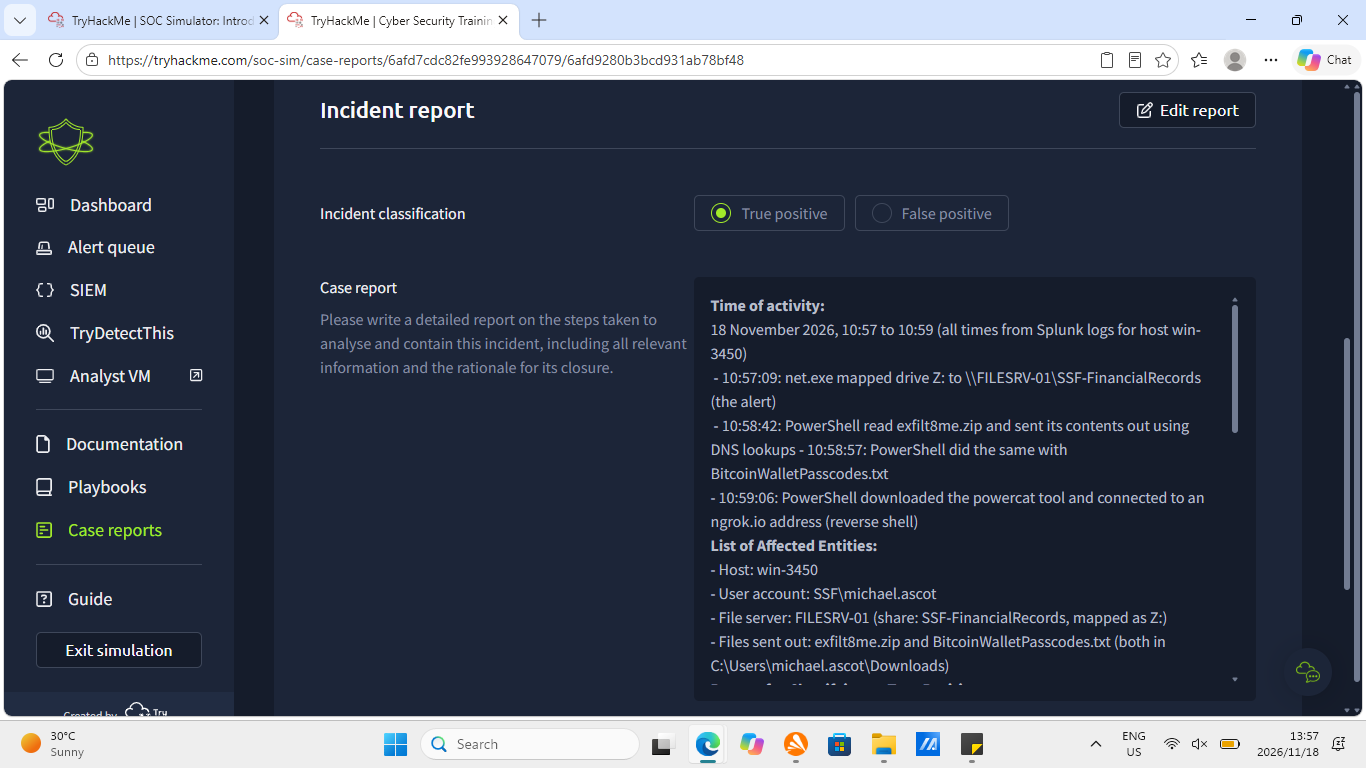 TryHackMe | SOC Simulator: Introd
TryHackMe | Cyber Security Trainin
https://tryhackme.com/soc-sim/case-reports/6afd7cdc82fe993928647079/6afd9280b3bcd931ab78bf48
Chat
Dashboard
Alert queue
SIEM
TryDetectThis
Analyst VM
Documentation
Playbooks
Case reports
Guide
Exit simulation
Created by Try
Incident report
Edit report
Incident classification
True positive
False positive
Case report
Please write a detailed report on the steps taken to
analyse and contain this incident, including all relevant
information and the rationale for its closure.
Time of activity:
18 November 2026, 10:57 to 10:59 (all times from Splunk logs for host win-
3450)
- 10:57:09: net.exe mapped drive Z: to \\FILESRV-01\SSF-FinancialRecords
(the alert)
- 10:58:42: PowerShell read exfilt8me.zip and sent its contents out using
DNS lookups - 10:58:57: PowerShell did the same with
BitcoinWalletPasscodes.txt
- 10:59:06: PowerShell downloaded the powercat tool and connected to an
ngrok.io address (reverse shell)
List of Affected Entities:
- Host: win-3450
- User account: SSF\michael.ascot
- File server: FILESRV-01 (share: SSF-FinancialRecords, mapped as Z:)
- Files sent out: exfilt8me.zip and BitcoinWalletPasscodes.txt (both in
C:\Users\michael.ascot\Downloads)
30°C
Sunny
Search
ENG
US
13:57
2026/11/18